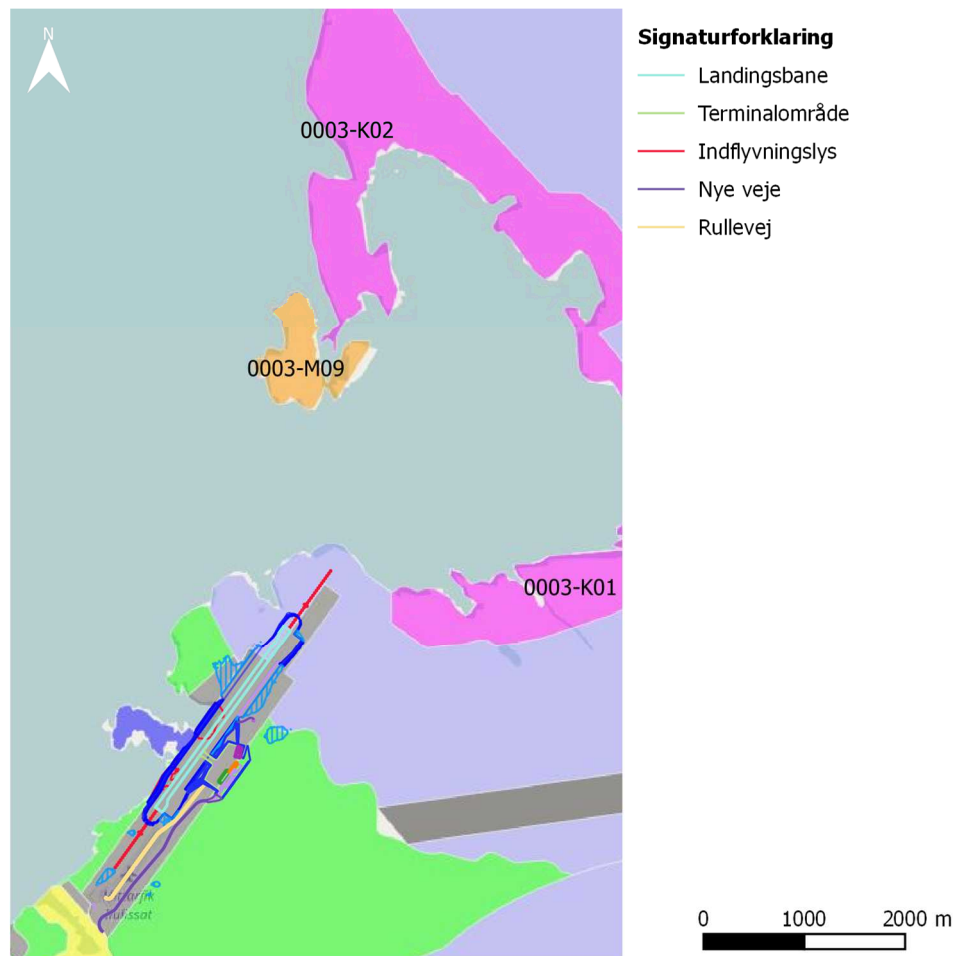 N
Signaturforklaring
Landingsbane
Terminalområde
Indflyvningslys
Nye veje
Rullevej
0003-K02
0003-M09
0003-K01
0 1000 2000 m